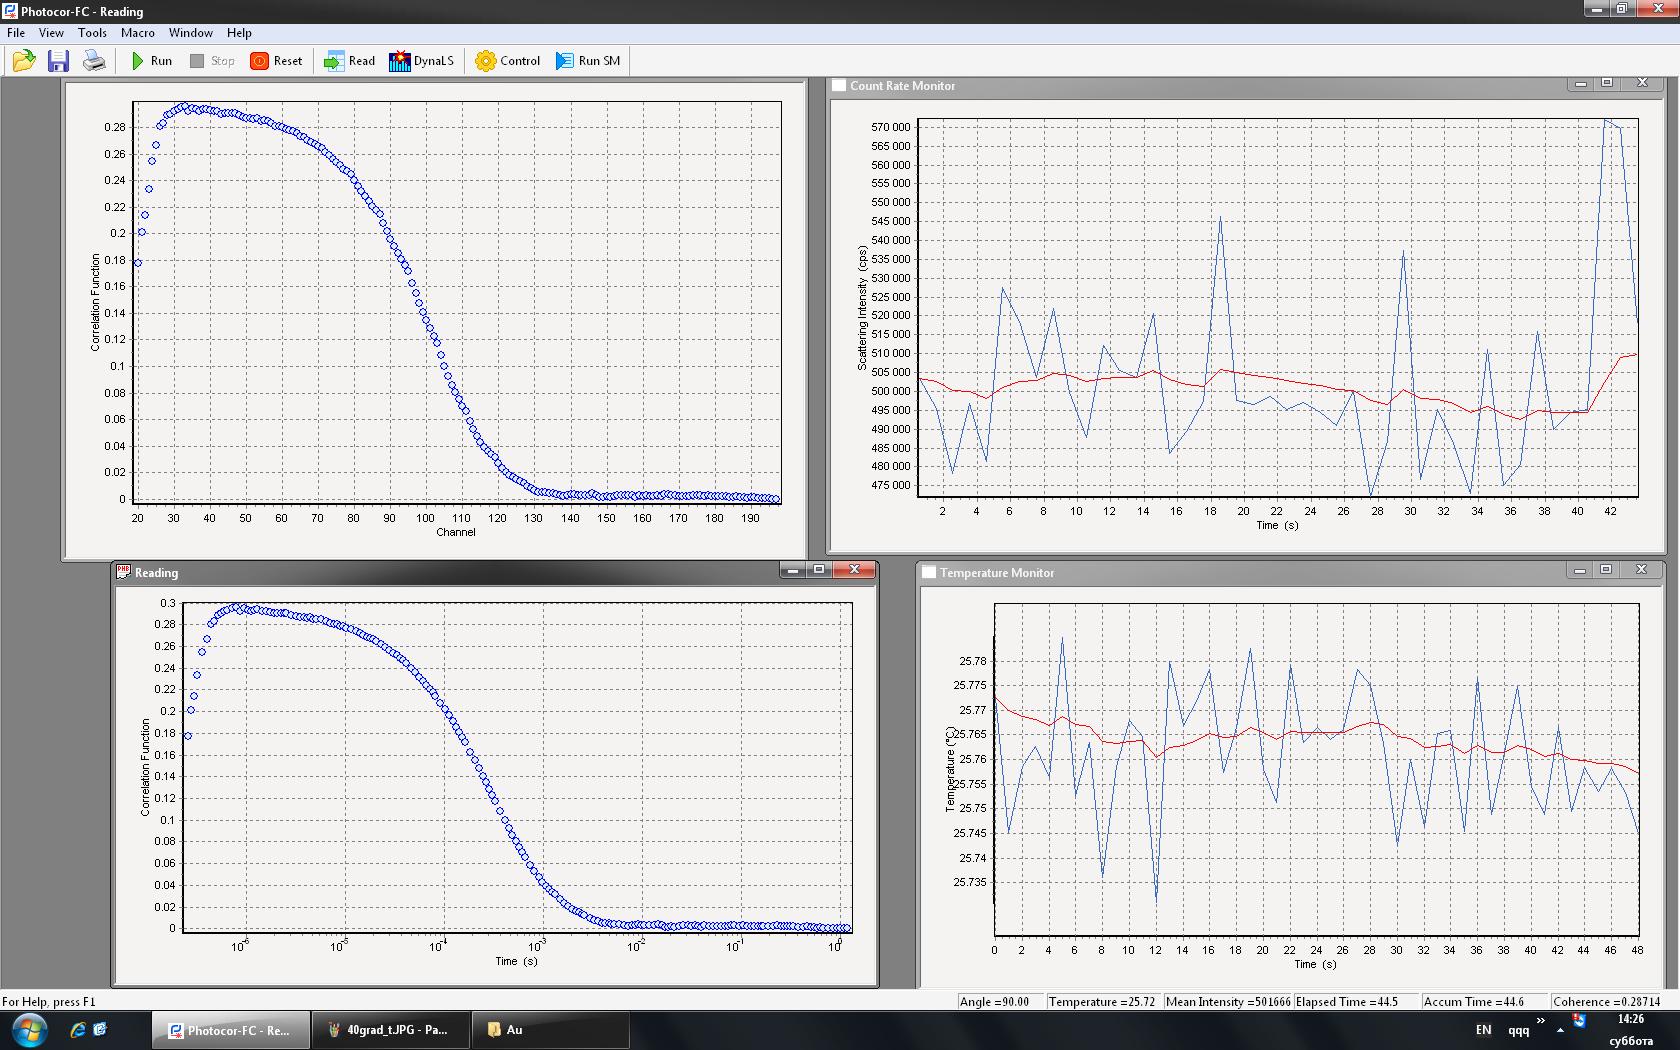 Photocor-FC - Reading
File View Tools Macro Window Help
Run Stop Reset Read DynaLS Control Run SM
Correlation Function
0.28
0.26
0.24
0.22
0.2
0.18
0.16
0.14
0.12
0.1
0.08
0.06
0.04
0.02
0
20 30 40 50 60 70 80 90 100 110 120 130 140 150 160 170 180 190
Channel
Count Rate Monitor
Scattering Intensity (cps)
570 000
565 000
560 000
555 000
550 000
545 000
540 000
535 000
530 000
525 000
520 000
515 000
510 000
505 000
500 000
495 000
490 000
485 000
480 000
475 000
2 4 6 8 10 12 14 16 18 20 22 24 26 28 30 32 34 36 38 40 42
Time (s)
Reading
Correlation Function
0.3
0.28
0.26
0.24
0.22
0.2
0.18
0.16
0.14
0.12
0.1
0.08
0.06
0.04
0.02
0
10-6 10-5 10-4 10-3 10-2 10-1 100
Time (s)
Temperature Monitor
Temperature (°C)
25.78
25.775
25.77
25.765
25.76
25.755
25.75
25.745
25.74
25.735
0 2 4 6 8 10 12 14 16 18 20 22 24 26 28 30 32 34 36 38 40 42 44 46 48
Time (s)
For Help, press F1
Angle =90.00 Temperature =25.72 Mean Intensity =501666 Elapsed Time =44.5 Accum Time =44.6 Coherence =0.28714
Photocor-FC - Re...
40grad_t.JPG - Pa...
Au
EN qqq »
14:26
суббота